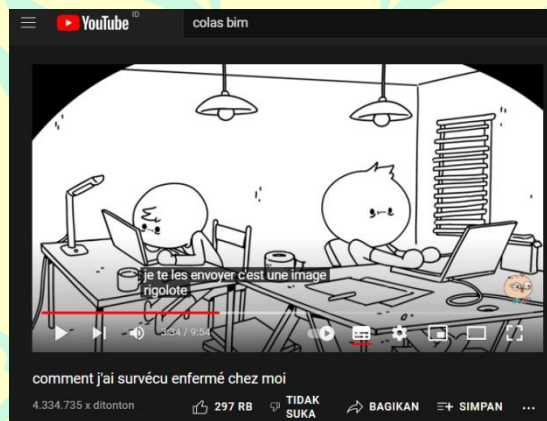 YouTube ID
colas bim
je te les envoyer c'est une image
rigolote
3:34 / 9:54
comment j'ai survécu enfermé chez moi
4.334.735 x ditonton
297 RB
TIDAK
SUKA
BAGIKAN
SIMPAN